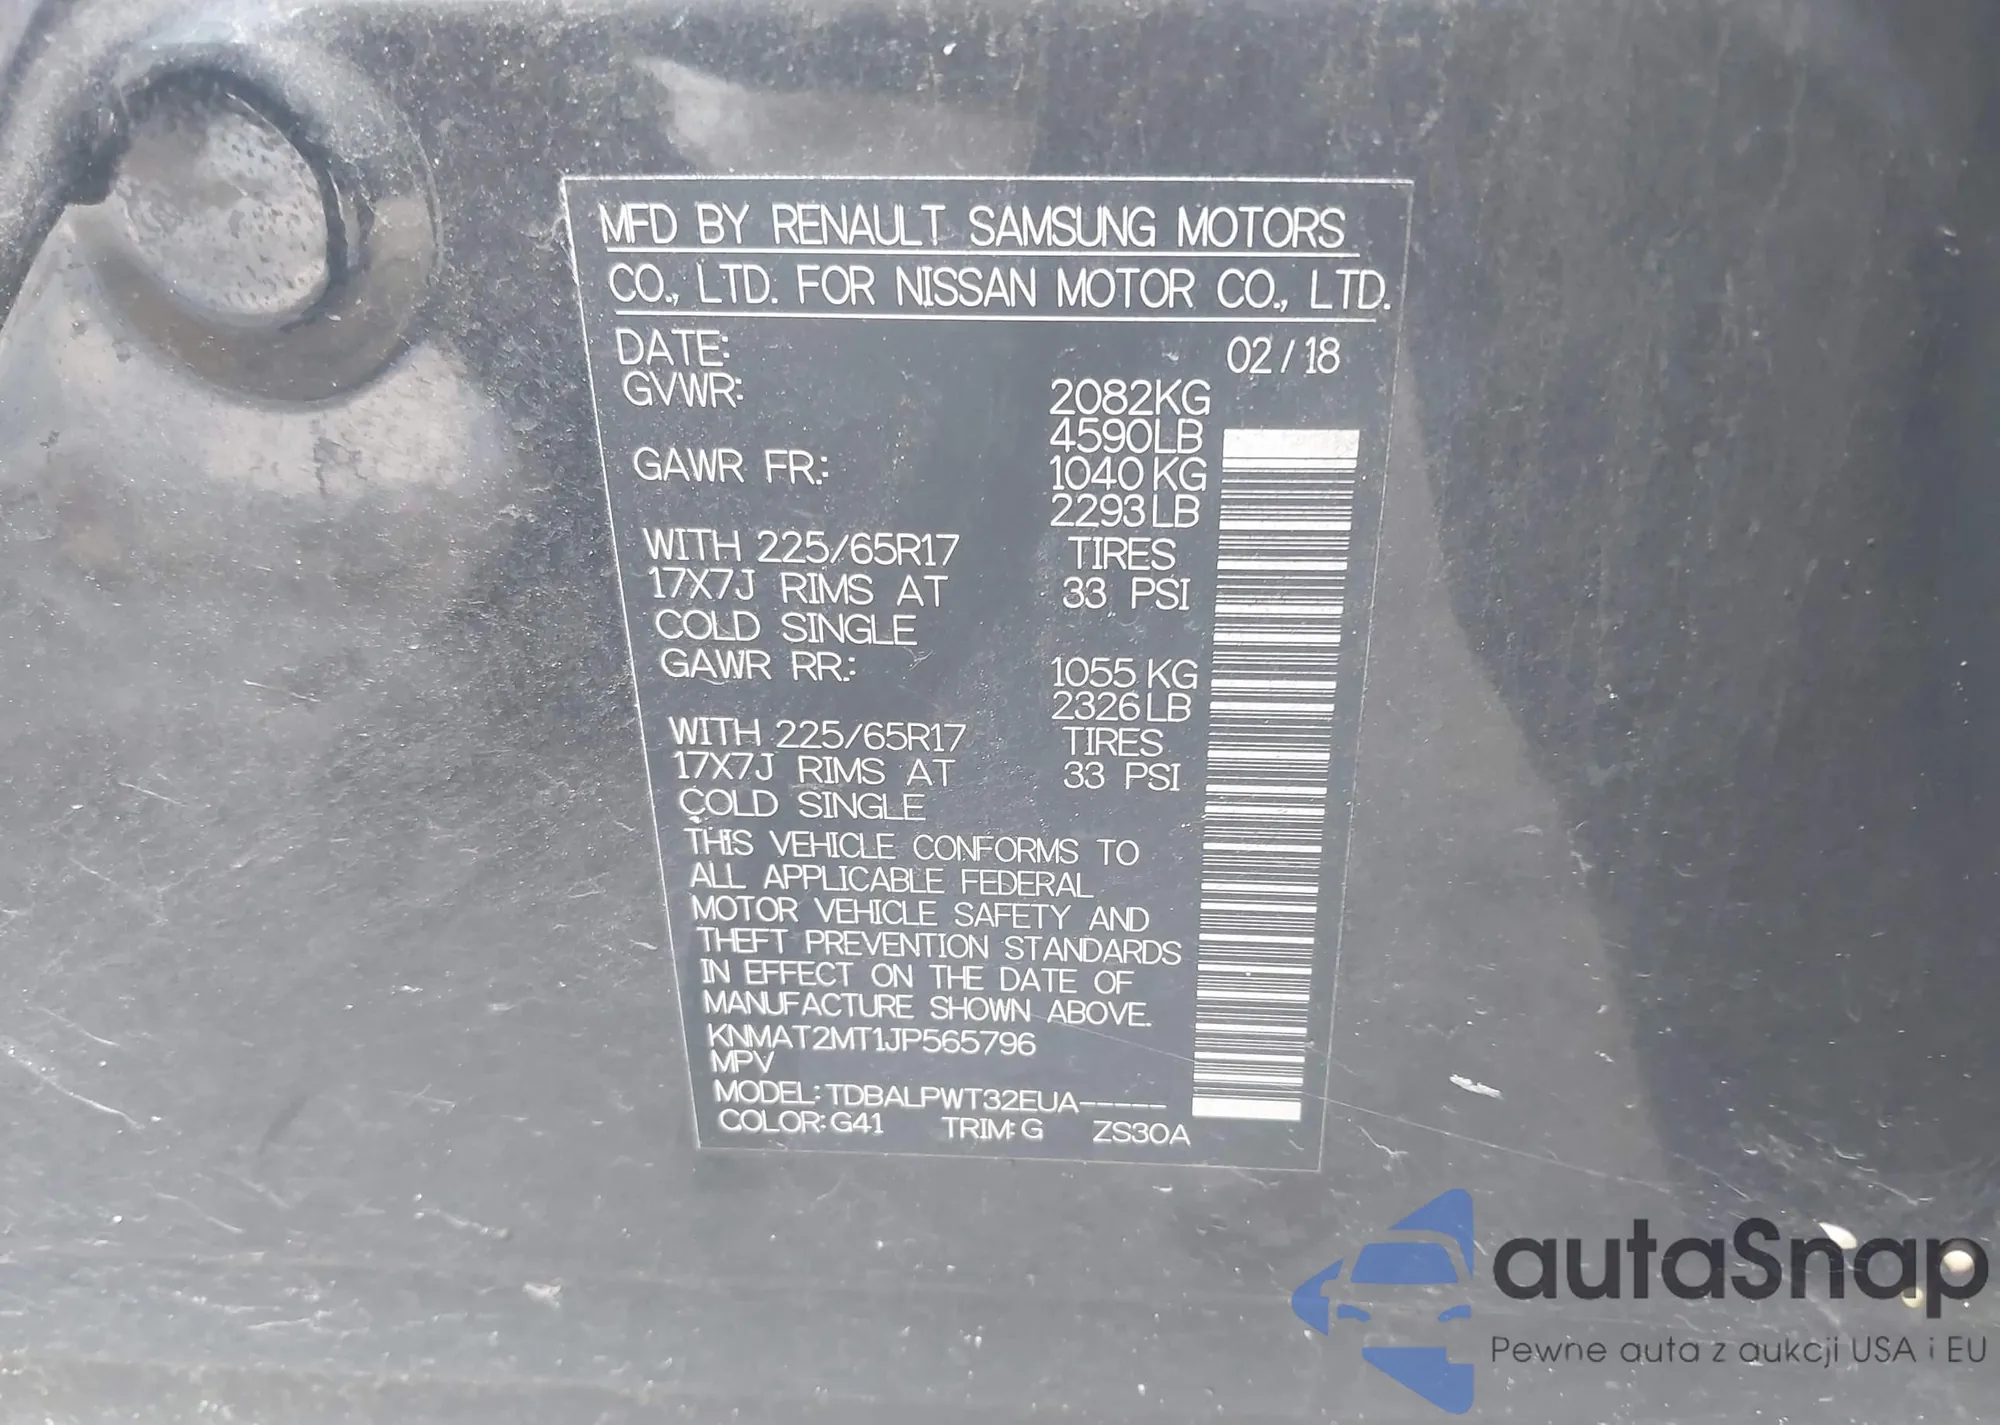 MFD BY RENAULT SAMSUNG MOTORS
CO., LTD. FOR NISSAN MOTOR CO., LTD.
DATE: 02 / 18
GVWR: 2082KG
4590LB
GAWR FR.: 1040 KG
2293 LB
WITH 225/65R17 TIRES
17X7J RIMS AT 33 PSI
COLD SINGLE
GAWR RR.: 1055 KG
2326 LB
WITH 225/65R17 TIRES
17X7J RIMS AT 33 PSI
COLD SINGLE
THIS VEHICLE CONFORMS TO
ALL APPLICABLE FEDERAL
MOTOR VEHICLE SAFETY AND
THEFT PREVENTION STANDARDS
IN EFFECT ON THE DATE OF
MANUFACTURE SHOWN ABOVE.
KNMAT2MT1JP565796
MPV
MODEL: TDBALPWT32EUA-----
COLOR: G41 TRIM: G ZS30A
autaSnap
Pewne auta z aukcji USA i EU